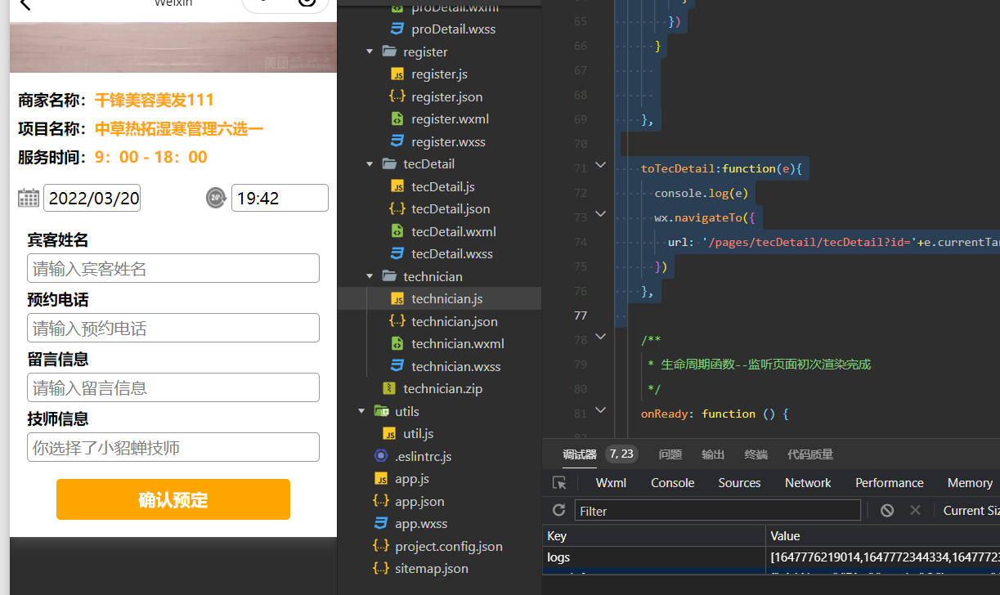 Weixin
美团
商家名称：千锋美容美发111
项目名称：中草热拓湿寒管理六选一
服务时间：9：00 - 18：00
2022/03/20
24h
19:42
宾客姓名
请输入宾客姓名
预约电话
请输入预约电话
留言信息
请输入留言信息
技师信息
你选择了小貂蝉技师
确认预定
proDetail.wxml
proDetail.wxss
register
register.js
register.json
register.wxml
register.wxss
tecDetail
tecDetail.js
tecDetail.json
tecDetail.wxml
tecDetail.wxss
technician
technician.js
technician.json
technician.wxml
technician.wxss
technician.zip
utils
util.js
.eslintrc.js
app.js
app.json
app.wxss
project.config.json
sitemap.json
65 })
66 }
67
68
69 },
70
71 toTecDetail:function(e){
72 console.log(e)
73 wx.navigateTo({
74 url: '/pages/tecDetail/tecDetail?id='+e.currentTar
75 })
76 },
77
78 /**
79 * 生命周期函数--监听页面初次渲染完成
80 */
81 onReady: function () {
调试器 7, 23 问题 输出 终端 代码质量
Wxml Console Sources Network Performance Memory
Filter Current Siz
Key Value
logs [1647776219014,1647772344334,1647772